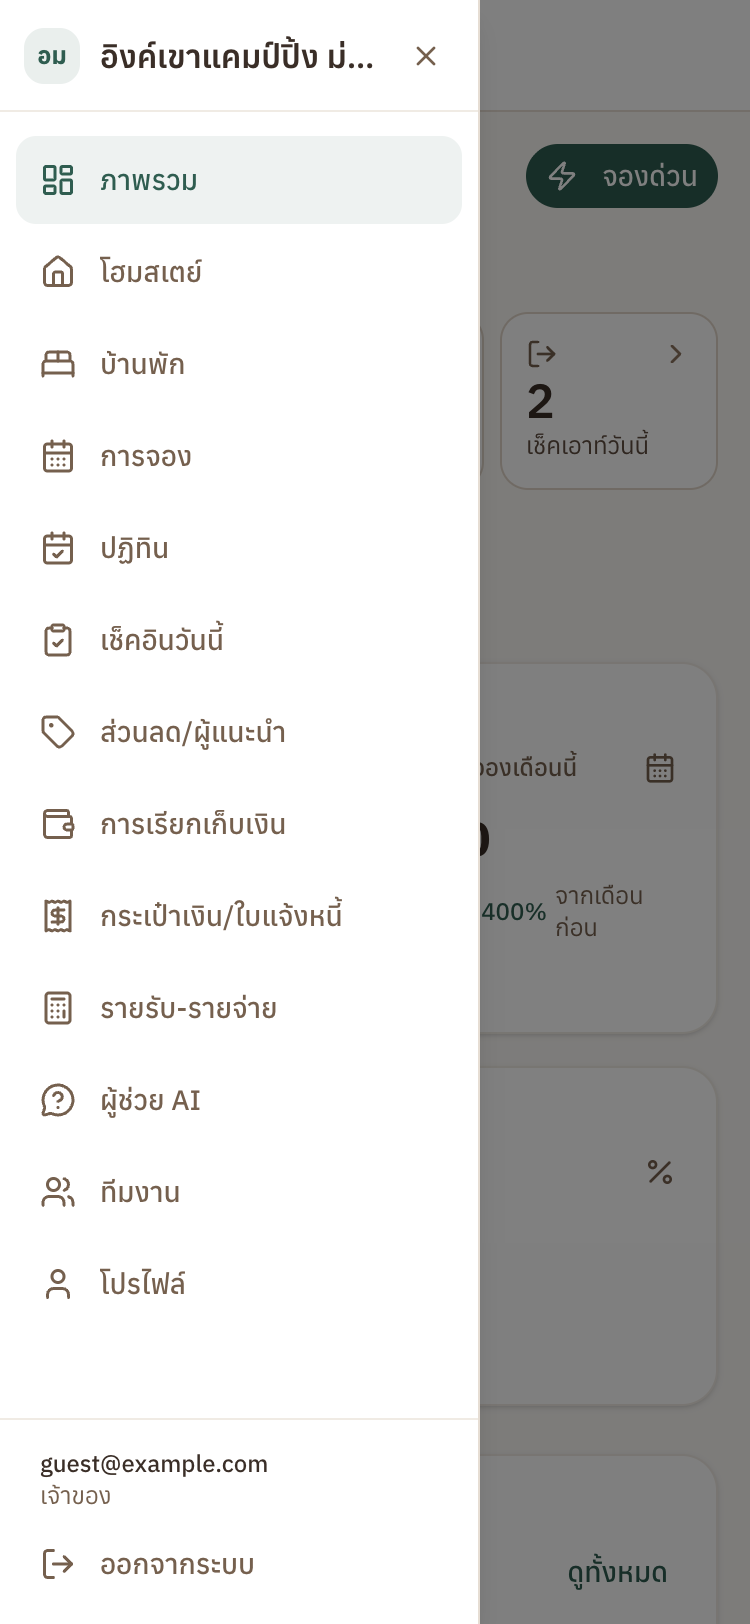 อม
อิงค์เขาแคมป์ปิ้ง ม่...
ภาพรวม
โฮมสเตย์
บ้านพัก
การจอง
ปฏิทิน
เช็คอินวันนี้
ส่วนลด/ผู้แนะนำ
การเรียกเก็บเงิน
กระเป๋าเงิน/ใบแจ้งหนี้
รายรับ-รายจ่าย
ผู้ช่วย AI
ทีมงาน
โปรไฟล์
guest@example.com
เจ้าของ
ออกจากระบบ
จองด่วน
2
เช็คเอาท์วันนี้
องเดือนนี้
400%
จากเดือน
ก่อน
ดูทั้งหมด